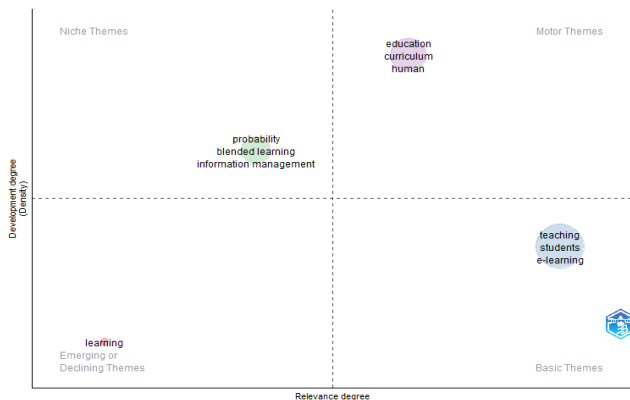 Niche Themes
Motor Themes
education
curriculum
human
probability
blended learning
information management
Development degree
(Density)
teaching
students
e-learning
learning
Emerging or
Declining Themes
Basic Themes
Relevance degree